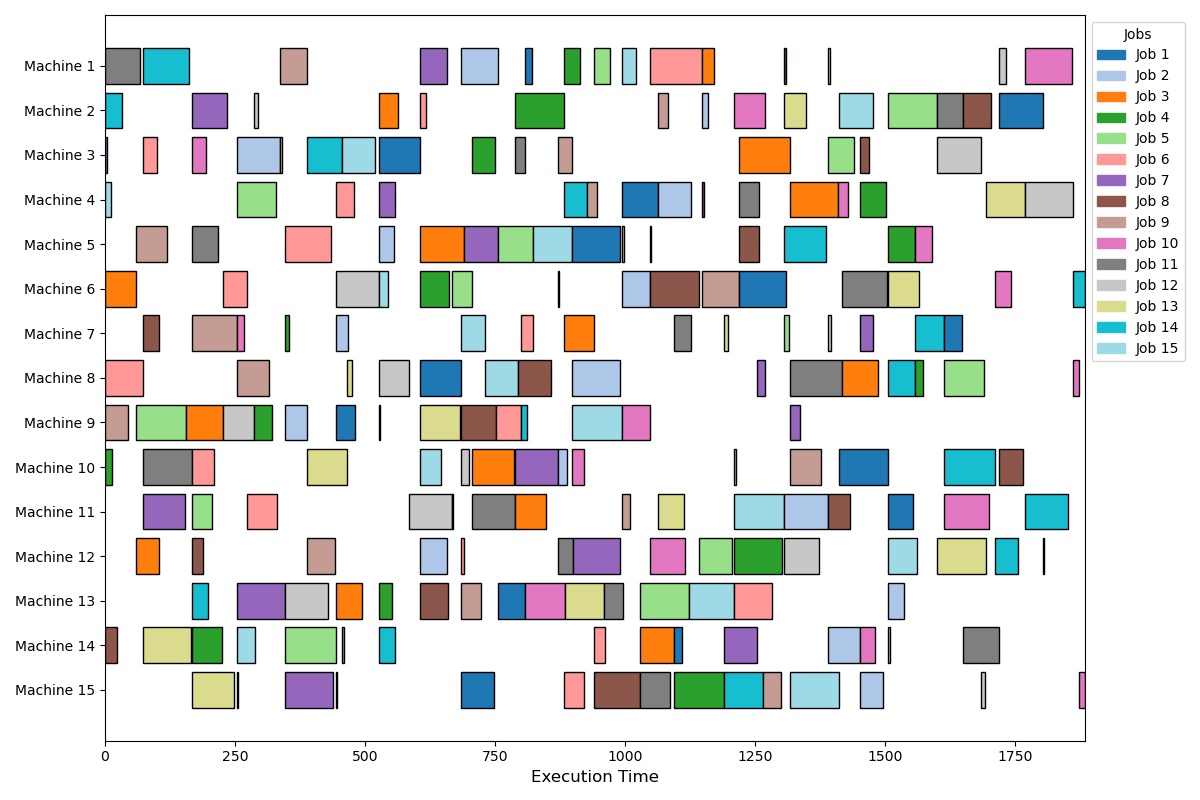 Machine 1
Machine 2
Machine 3
Machine 4
Machine 5
Machine 6
Machine 7
Machine 8
Machine 9
Machine 10
Machine 11
Machine 12
Machine 13
Machine 14
Machine 15
0 250 500 750 1000 1250 1500 1750
Execution Time
Jobs
Job 1
Job 2
Job 3
Job 4
Job 5
Job 6
Job 7
Job 8
Job 9
Job 10
Job 11
Job 12
Job 13
Job 14
Job 15